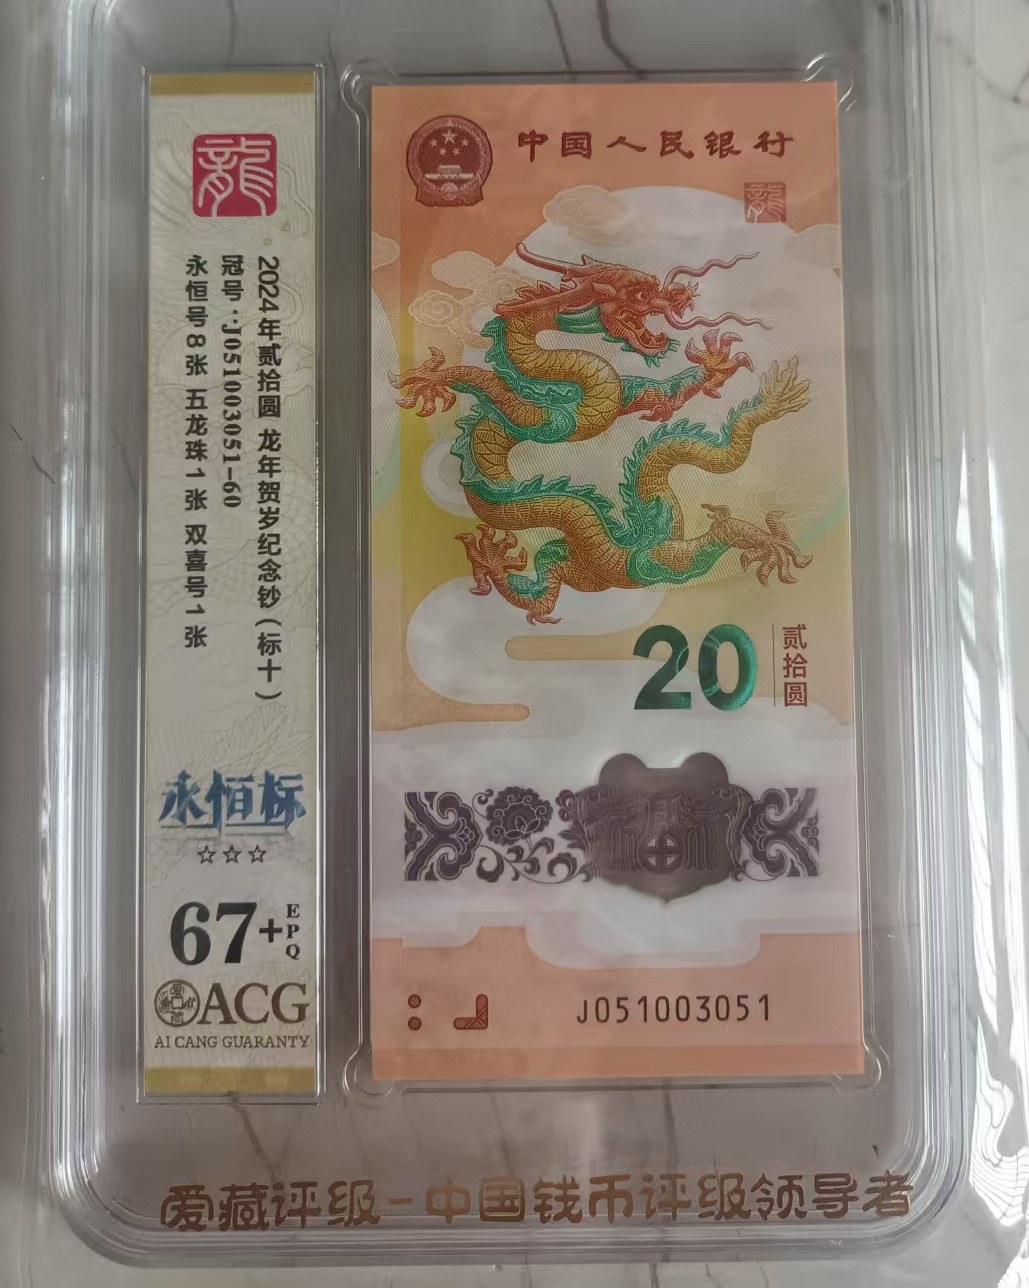 龍
2024年贰拾圆 龙年贺岁纪念钞(标十)
冠号:J051003051-60
永恒号8张 五龙珠1张 双喜号1张
永恒标
☆☆☆
67+EPQ
ACG
AI CANG GUARANTY
中国人民银行
龍
20
贰拾圆
J051003051
爱藏评级-中国钱币评级领导者